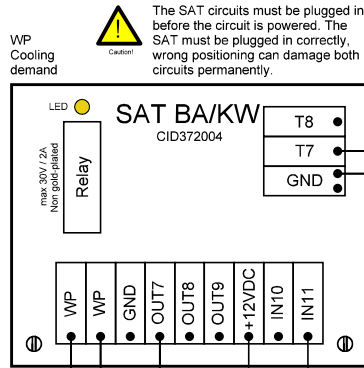 The SAT circuits must be plugged in
before the circuit is powered. The
SAT must be plugged in correctly,
wrong positioning can damage both
circuits permanently.
Caution!
WP
Cooling
demand
LED
SAT BA/KW
CID372004
max 30V / 2A
Non gold-plated
Relay
T8
T7
GND
WP
WP
GND
OUT7
OUT8
OUT9
+12VDC
IN10
IN11